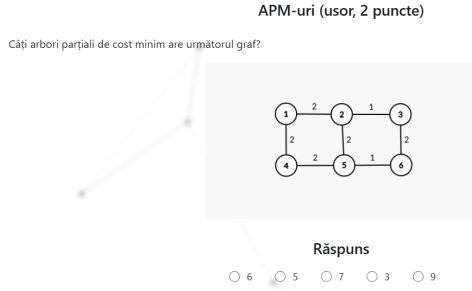 APM-uri (usor, 2 puncte)
Câți arbori parțiali de cost minim are următorul graf?
1 2 2 1 3
2 2 2
4 2 5 1 6
Răspuns
6 5 7 3 9